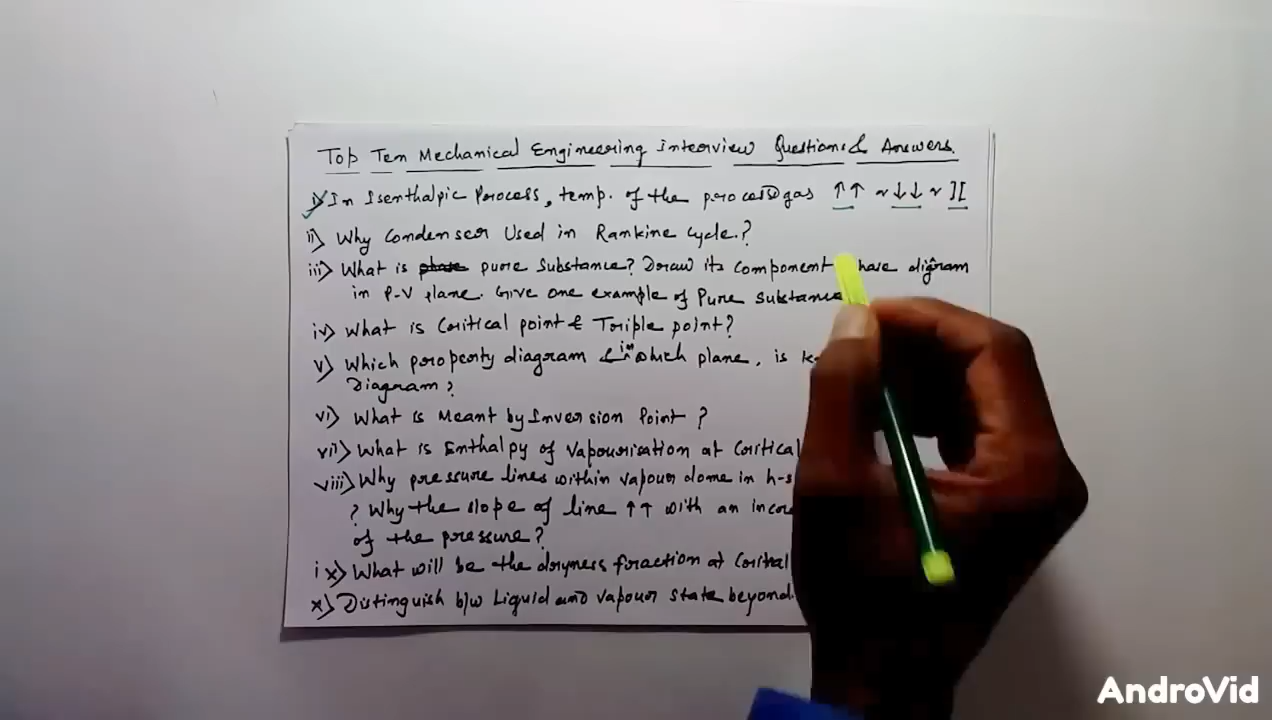 Top Ten Mechanical Engineering Interview Questions & Answers.
i) In Isenthalpic Process, temp. of the process gas ↑↑ or ↓↓ or ][
ii) Why Condenser Used in Rankine Cycle.?
iii) What is pure Substance? Draw its Component digram
in P-V plane. Give one example of Pure Substance
iv) What is Critical point & Triple point?
v) Which property diagram & in which plane, is
Diagram?
vi) What is Meant by Inversion Point ?
vii) What is Enthalpy of Vapourisation at Critical
viii) Why pressure lines within vapour dome in h-s
? Why the slope of line ↑↑ with an
of the pressure?
ix) What will be the dryness fraction at Critical
x) Distinguish b/w Liquid and vapour state beyond
AndroVid